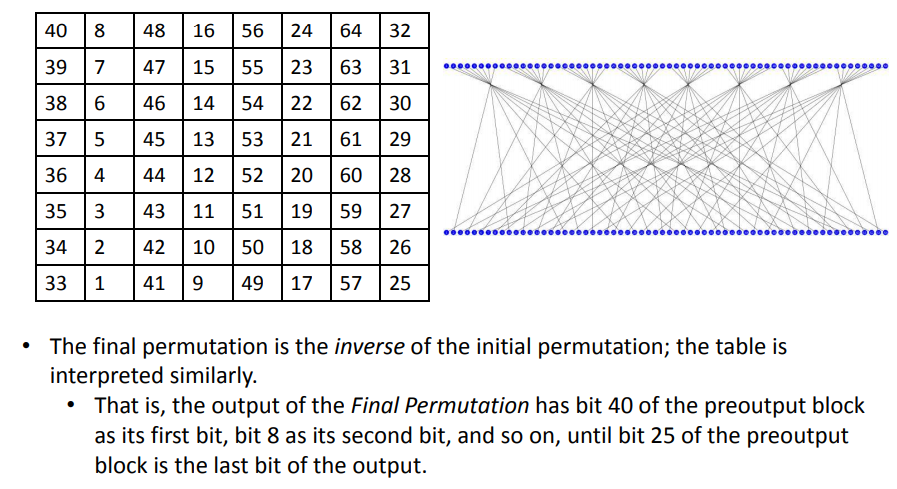 40 8 48 16 56 24 64 32
39 7 47 15 55 23 63 31
38 6 46 14 54 22 62 30
37 5 45 13 53 21 61 29
36 4 44 12 52 20 60 28
35 3 43 11 51 19 59 27
34 2 42 10 50 18 58 26
33 1 41 9 49 17 57 25
• The final permutation is the inverse of the initial permutation; the table is
interpreted similarly.
• That is, the output of the Final Permutation has bit 40 of the preoutput block
as its first bit, bit 8 as its second bit, and so on, until bit 25 of the preoutput
block is the last bit of the output.